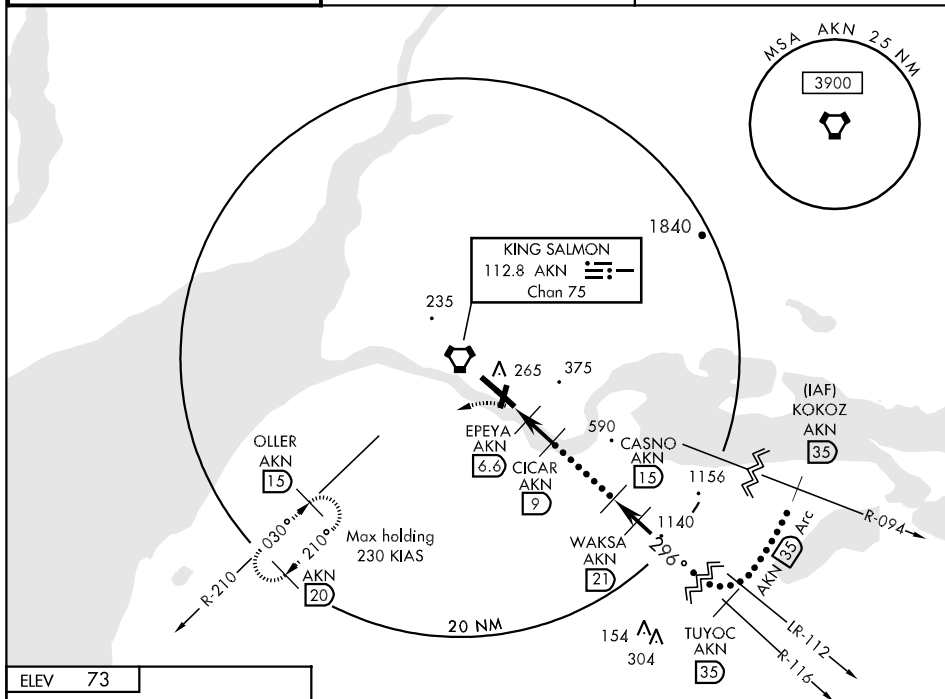 MSA AKN 25 NM
3900
1840
KING SALMON
112.8 AKN
Chan 75
235
265
375
(IAF)
KOKOZ
AKN
35
590
EPEYA
AKN
6.6
CICAR
AKN
9
CASNO
AKN
15
1156
OLLER
AKN
15
R-094
1140
WAKSA
AKN
21
296°
AKN 35 Arc
030°
210°
Max holding
230 KIAS
R-210
AKN
20
20 NM
154
304
TUYOC
AKN
35
LR-112
R-116
ELEV 73